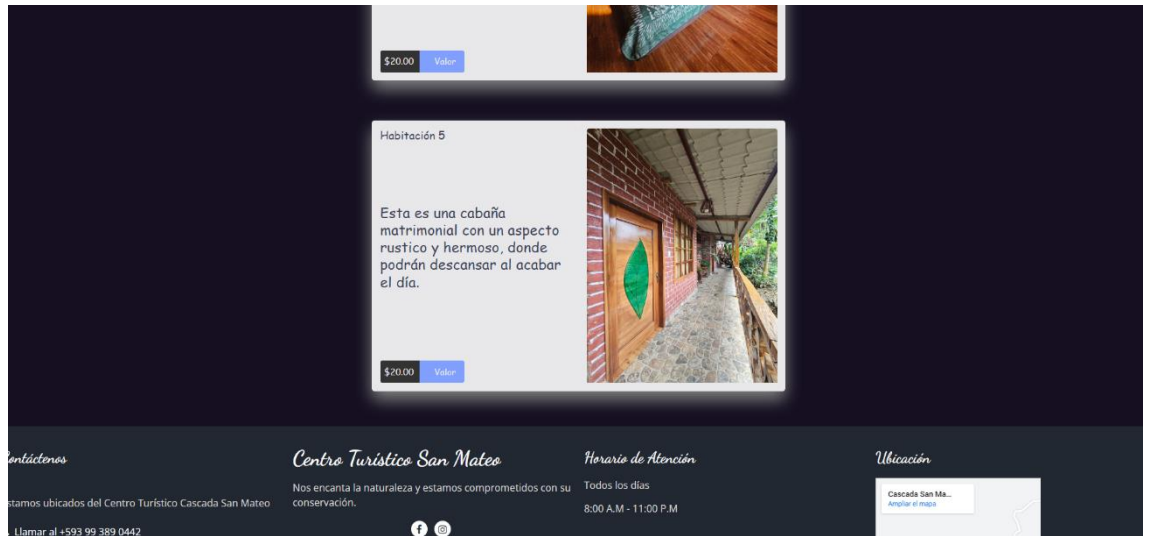 $20.00 Valor
Habitación 5
Esta es una cabaña
matrimonial con un aspecto
rustico y hermoso, donde
podrán descansar al acabar
el día.
$20.00 Valor
ontáctenos
stamos ubicados del Centro Turístico Cascada San Mateo
Llamar al +593 99 389 0442
Centro Turístico San Mateo
Nos encanta la naturaleza y estamos comprometidos con su
conservación.
Horario de Atención
Todos los días
8:00 A.M - 11:00 P.M
Ubicación
Cascada San Ma...
Ampliar el mapa